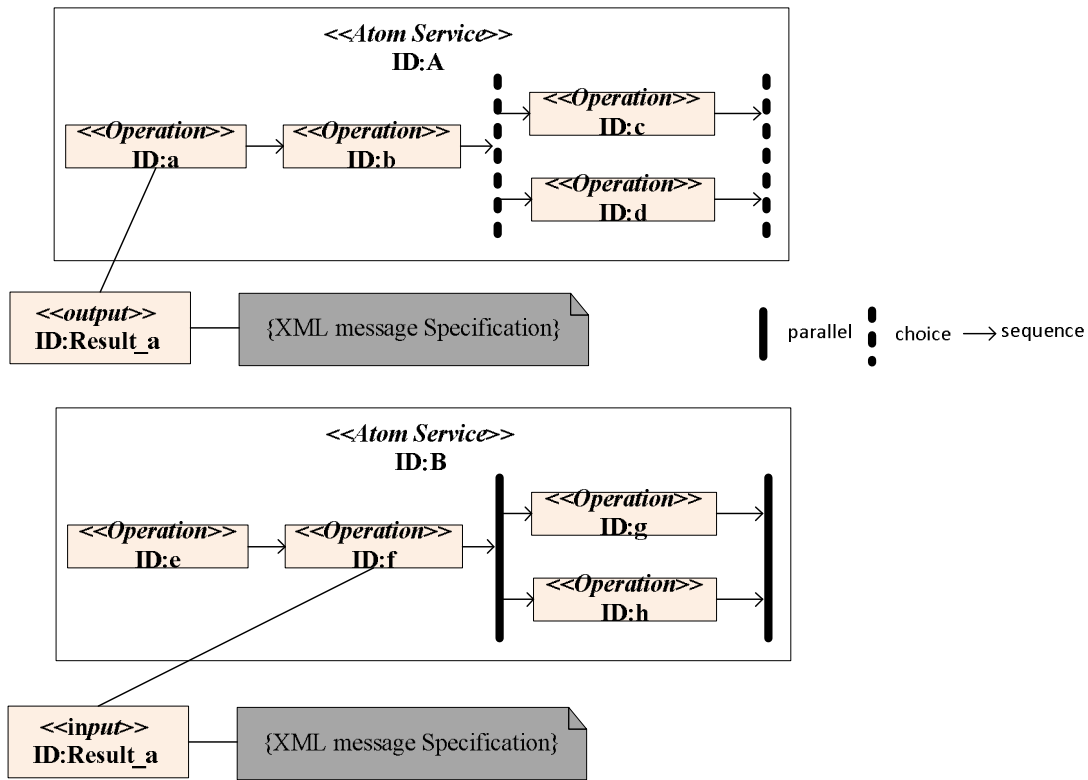 <<Atom Service>>
ID:A
<<Operation>>
ID:a
<<Operation>>
ID:b
<<Operation>>
ID:c
<<Operation>>
ID:d
<<output>>
ID:Result_a
{XML message Specification}
parallel
choice
sequence
<<Atom Service>>
ID:B
<<Operation>>
ID:e
<<Operation>>
ID:f
<<Operation>>
ID:g
<<Operation>>
ID:h
<<input>>
ID:Result_a
{XML message Specification}